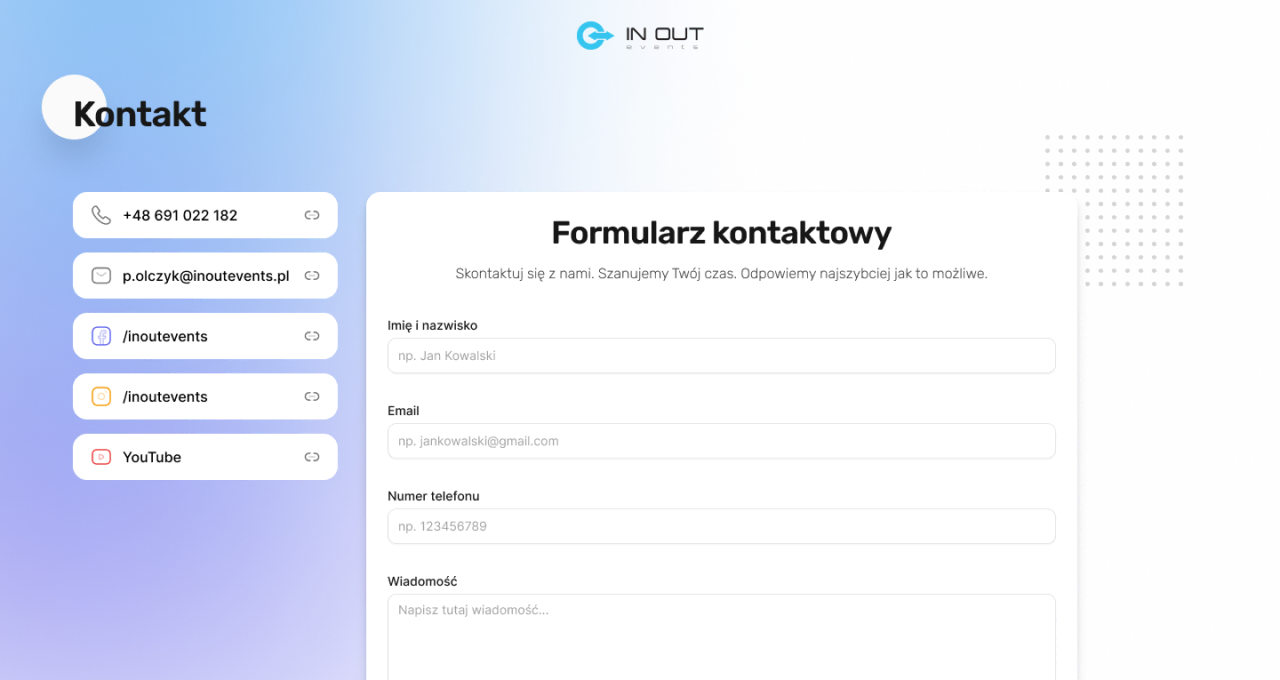 IN OUT
events
Kontakt
+48 691 022 182
p.olczyk@inoutevents.pl
/inoutevents
/inoutevents
YouTube
Formularz kontaktowy
Skontaktuj się z nami. Szanujemy Twój czas. Odpowiemy najszybciej jak to możliwe.
Imię i nazwisko
np. Jan Kowalski
Email
np. jankowalski@gmail.com
Numer telefonu
np. 123456789
Wiadomość
Napisz tutaj wiadomość...